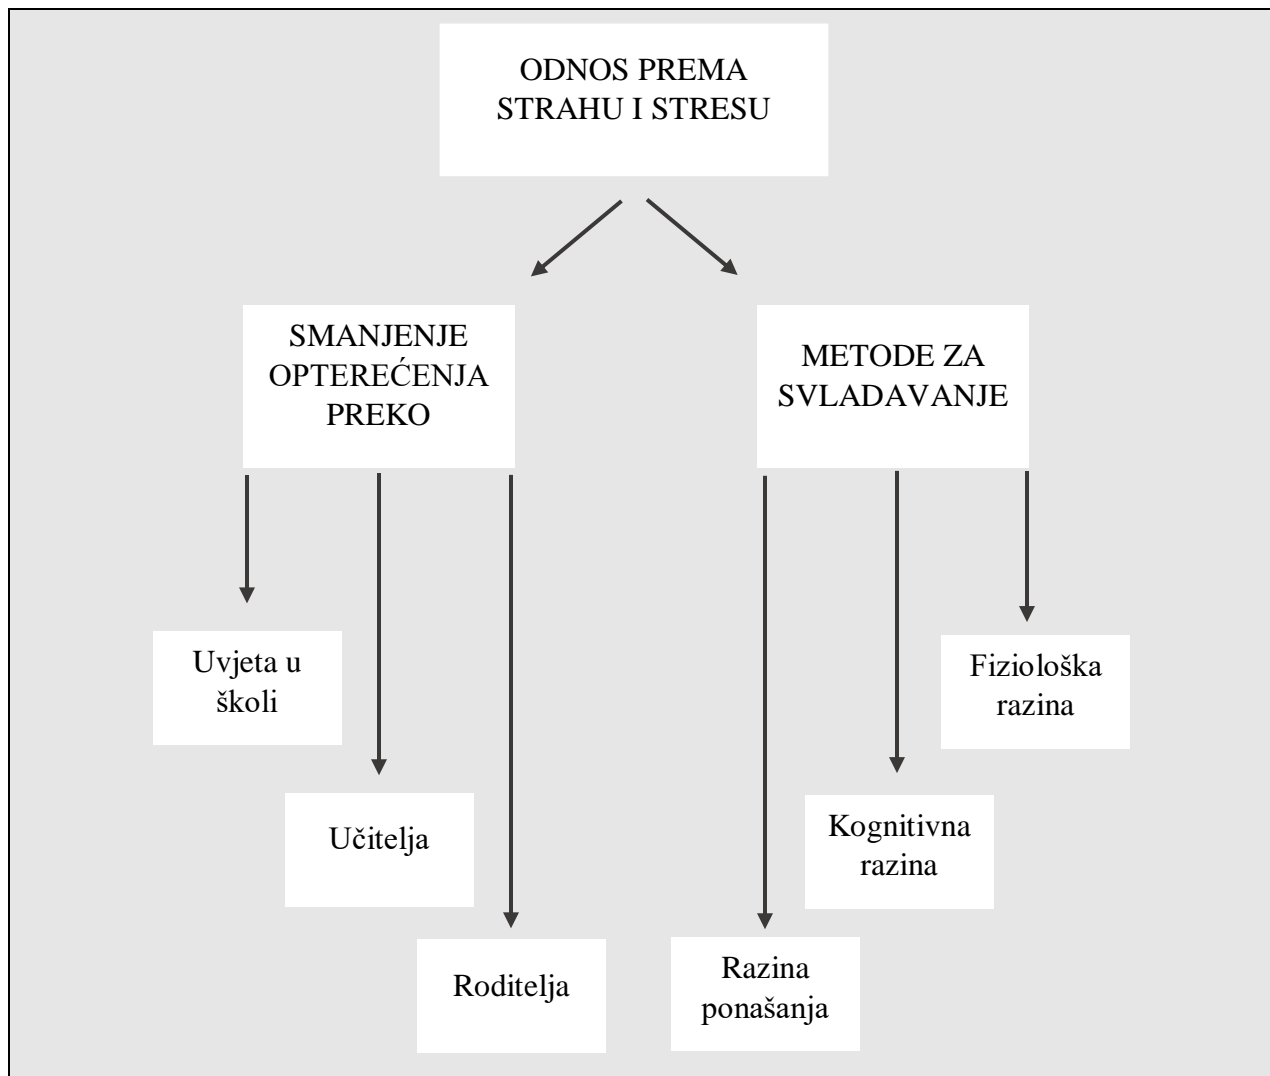 ODNOS PREMA
STRAHU I STRESU
SMANJENJE
OPTEREĆENJA
PREKO
METODE ZA
SVLADAVANJE
Uvjeta u
školi
Fiziološka
razina
Učitelja
Kognitivna
razina
Roditelja
Razina
ponašanja